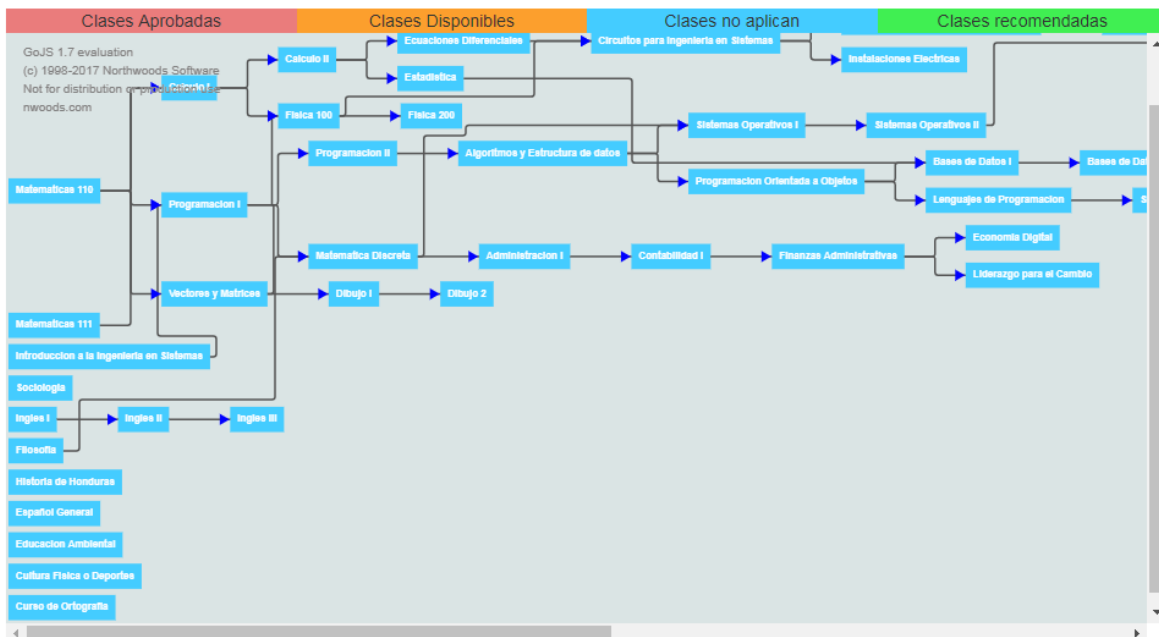 Clases Aprobadas
Clases Disponibles
Clases no aplican
Clases recomendadas
GoJS 1.7 evaluation
(c) 1998-2017 Northwoods Software
Not for distribution or production use
nwoods.com
Calculo I
Calculo II
Ecuaciones Diferenciales
Circuitos para Ingenieria en Sistemas
Instalaciones Electricas
Estadistica
Fisica 100
Fisica 200
Sistemas Operativos I
Sistemas Operativos II
Programacion II
Algoritmos y Estructura de datos
Bases de Datos I
Bases de Dat
Programacion Orientada a Objetos
Matematicas 110
Programacion I
Lenguajes de Programacion
S
Economia Digital
Matematica Discreta
Administracion I
Contabilidad I
Finanzas Administrativas
Liderazgo para el Cambio
Vectores y Matrices
Dibujo I
Dibujo 2
Matematicas 111
Introduccion a la Ingenieria en Sistemas
Sociologia
Ingles I
Ingles II
Ingles III
Filosofia
Historia de Honduras
Español General
Educacion Ambiental
Cultura Fisica o Deportes
Curso de Ortografia